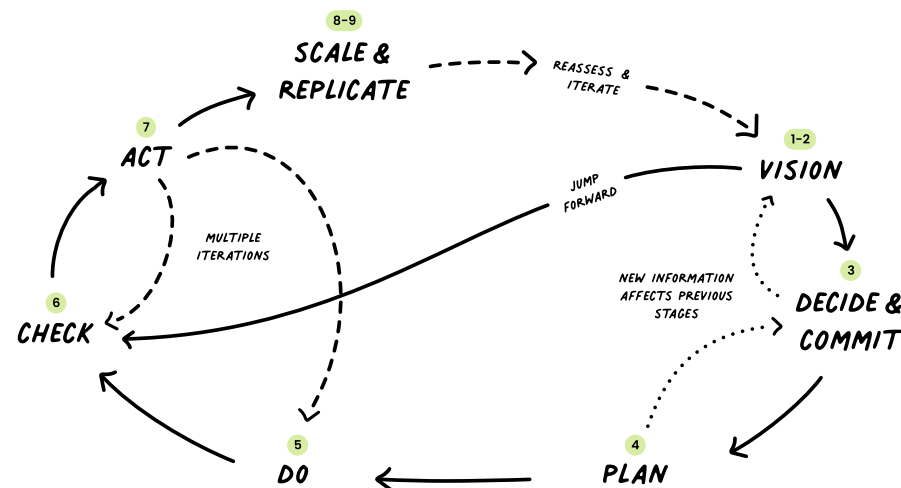 8-9
SCALE &
REPLICATE
REASSESS &
ITERATE
7
ACT
1-2
VISION
JUMP
FORWARD
MULTIPLE
ITERATIONS
NEW INFORMATION
AFFECTS PREVIOUS
STAGES
3
DECIDE &
COMMIT
6
CHECK
5
DO
4
PLAN